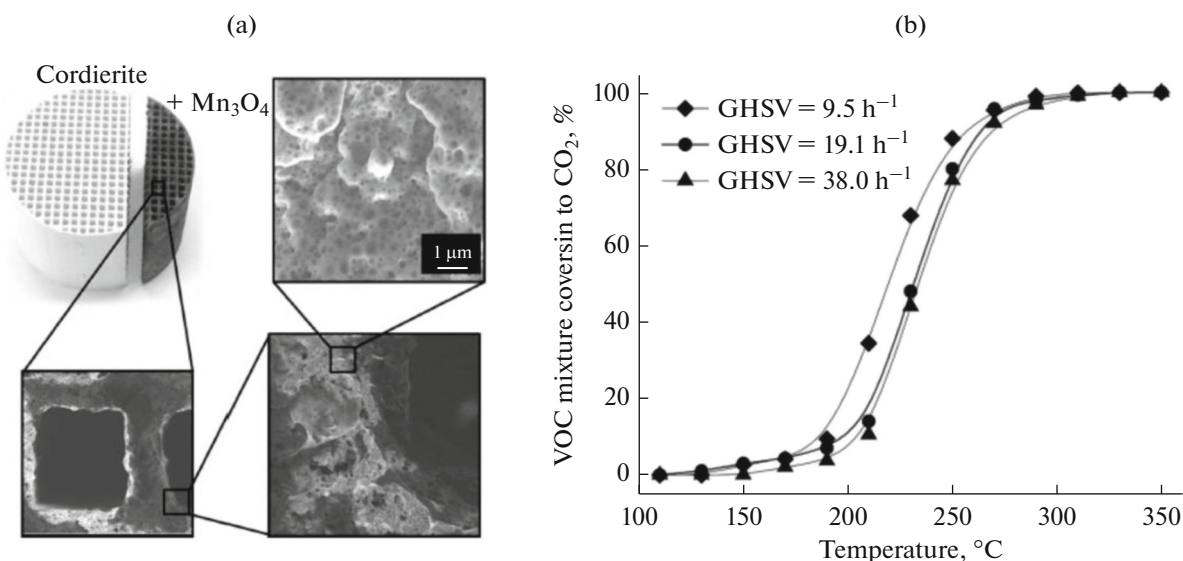 (a)
Cordierite
+ Mn₃O₄
1 μm
(b)
VOC mixture coversin to CO₂, %
100
80
60
40
20
0
GHSV = 9.5 h⁻¹
GHSV = 19.1 h⁻¹
GHSV = 38.0 h⁻¹
100 150 200 250 300 350
Temperature, °C